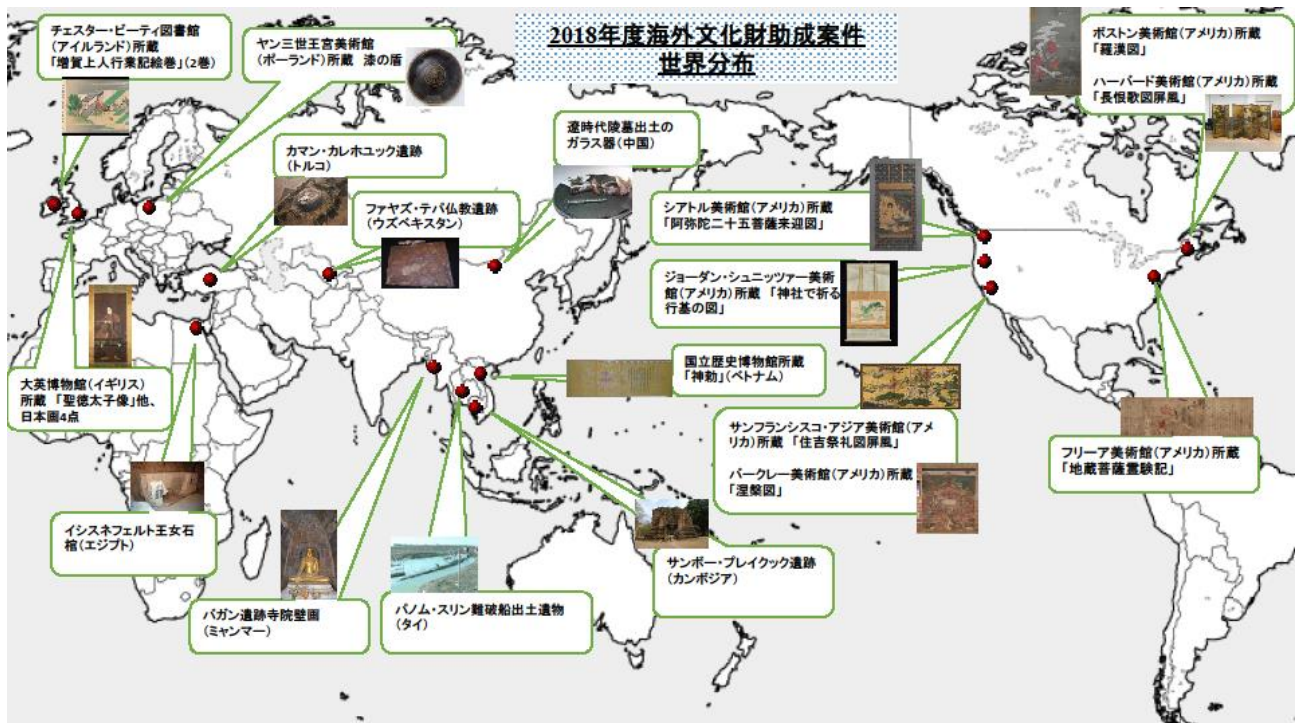 2018年度海外文化財助成案件
世界分布
チェスター・ビーティ図書館
(アイルランド)所蔵
「増賀上人行業記絵巻」(2巻)
ヤン三世王宮美術館
(ポーランド)所蔵 漆の盾
カマン・カレホユック遺跡
(トルコ)
ファヤズ・テパ仏教遺跡
(ウズベキスタン)
遼時代陵墓出土の
ガラス器(中国)
ボストン美術館(アメリカ)所蔵
「羅漢図」
ハーバード美術館(アメリカ)所蔵
「長恨歌図屏風」
シアトル美術館(アメリカ)所蔵
「阿弥陀二十五菩薩来迎図」
ジョーダン・シュニッツァー美術
館(アメリカ)所蔵 「神社で祈る
行基の図」
国立歴史博物館所蔵
「神勅」(ベトナム)
大英博物館(イギリス)
所蔵 「聖徳太子像」他、
日本画4点
サンフランシスコ・アジア美術館(アメ
リカ)所蔵 「住吉祭礼図屏風」
バークレー美術館(アメリカ)所蔵
「涅槃図」
フリーア美術館(アメリカ)所蔵
「地蔵菩薩霊験記」
イシスネフェルト王女石
棺(エジプト)
バガン遺跡寺院壁画
(ミャンマー)
パノム・スリン難破船出土遺物
(タイ)
サンボー・プレイクック遺跡
(カンボジア)